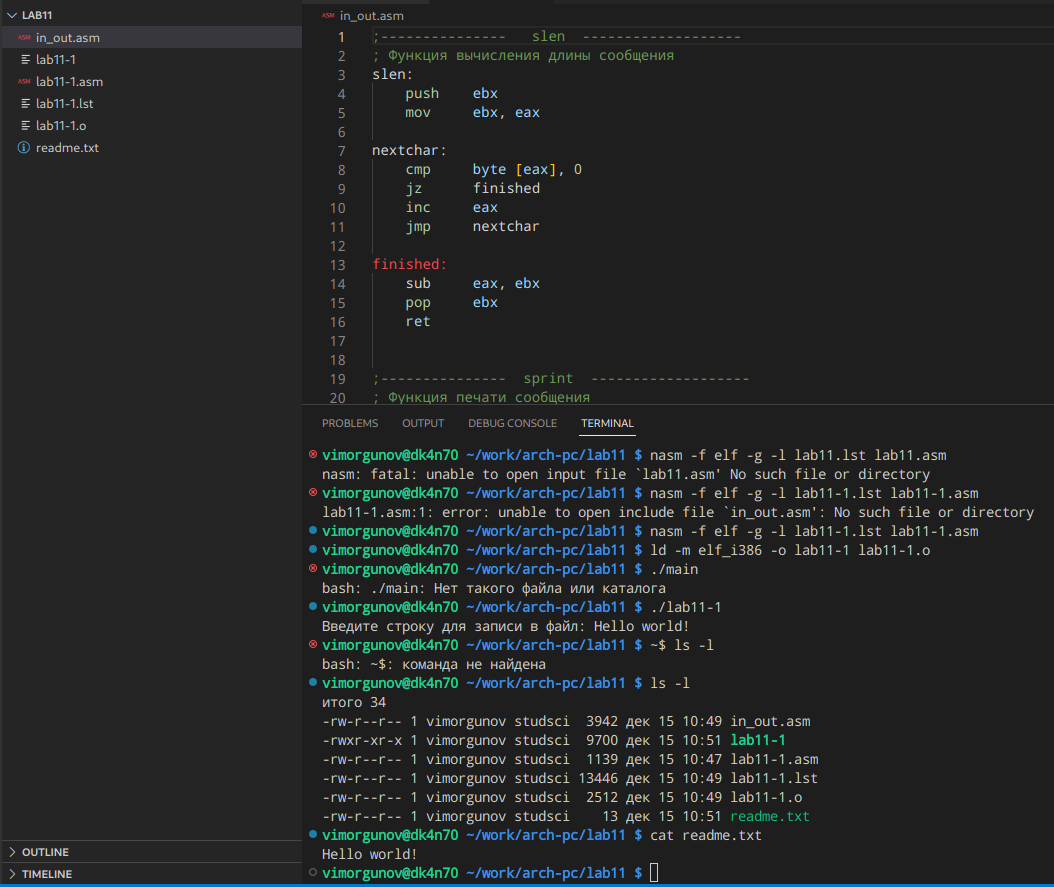 LAB11
ASM in_out.asm
lab11-1
ASM lab11-1.asm
lab11-1.lst
lab11-1.o
readme.txt
OUTLINE
TIMELINE
ASM in_out.asm
1 ;--------------- slen -------------------
2 ; Функция вычисления длины сообщения
3 slen:
4 push ebx
5 mov ebx, eax
6
7 nextchar:
8 cmp byte [eax], 0
9 jz finished
10 inc eax
11 jmp nextchar
12
13 finished:
14 sub eax, ebx
15 pop ebx
16 ret
17
18
19 ;--------------- sprint -------------------
20 ; Функция печати сообщения
PROBLEMS OUTPUT DEBUG CONSOLE TERMINAL
vimorgunov@dk4n70 ~/work/arch-pc/lab11 $ nasm -f elf -g -l lab11.lst lab11.asm
nasm: fatal: unable to open input file `lab11.asm' No such file or directory
vimorgunov@dk4n70 ~/work/arch-pc/lab11 $ nasm -f elf -g -l lab11-1.lst lab11-1.asm
lab11-1.asm:1: error: unable to open include file `in_out.asm': No such file or directory
vimorgunov@dk4n70 ~/work/arch-pc/lab11 $ nasm -f elf -g -l lab11-1.lst lab11-1.asm
vimorgunov@dk4n70 ~/work/arch-pc/lab11 $ ld -m elf_i386 -o lab11-1 lab11-1.o
vimorgunov@dk4n70 ~/work/arch-pc/lab11 $ ./main
bash: ./main: Нет такого файла или каталога
vimorgunov@dk4n70 ~/work/arch-pc/lab11 $ ./lab11-1
Введите строку для записи в файл: Hello world!
vimorgunov@dk4n70 ~/work/arch-pc/lab11 $ ~$ ls -l
bash: ~$: команда не найдена
vimorgunov@dk4n70 ~/work/arch-pc/lab11 $ ls -l
итого 34
-rw-r--r-- 1 vimorgunov studsci 3942 дек 15 10:49 in_out.asm
-rwxr-xr-x 1 vimorgunov studsci 9700 дек 15 10:51 lab11-1
-rw-r--r-- 1 vimorgunov studsci 1139 дек 15 10:47 lab11-1.asm
-rw-r--r-- 1 vimorgunov studsci 13446 дек 15 10:49 lab11-1.lst
-rw-r--r-- 1 vimorgunov studsci 2512 дек 15 10:49 lab11-1.o
-rw-r--r-- 1 vimorgunov studsci 13 дек 15 10:51 readme.txt
vimorgunov@dk4n70 ~/work/arch-pc/lab11 $ cat readme.txt
Hello world!
vimorgunov@dk4n70 ~/work/arch-pc/lab11 $